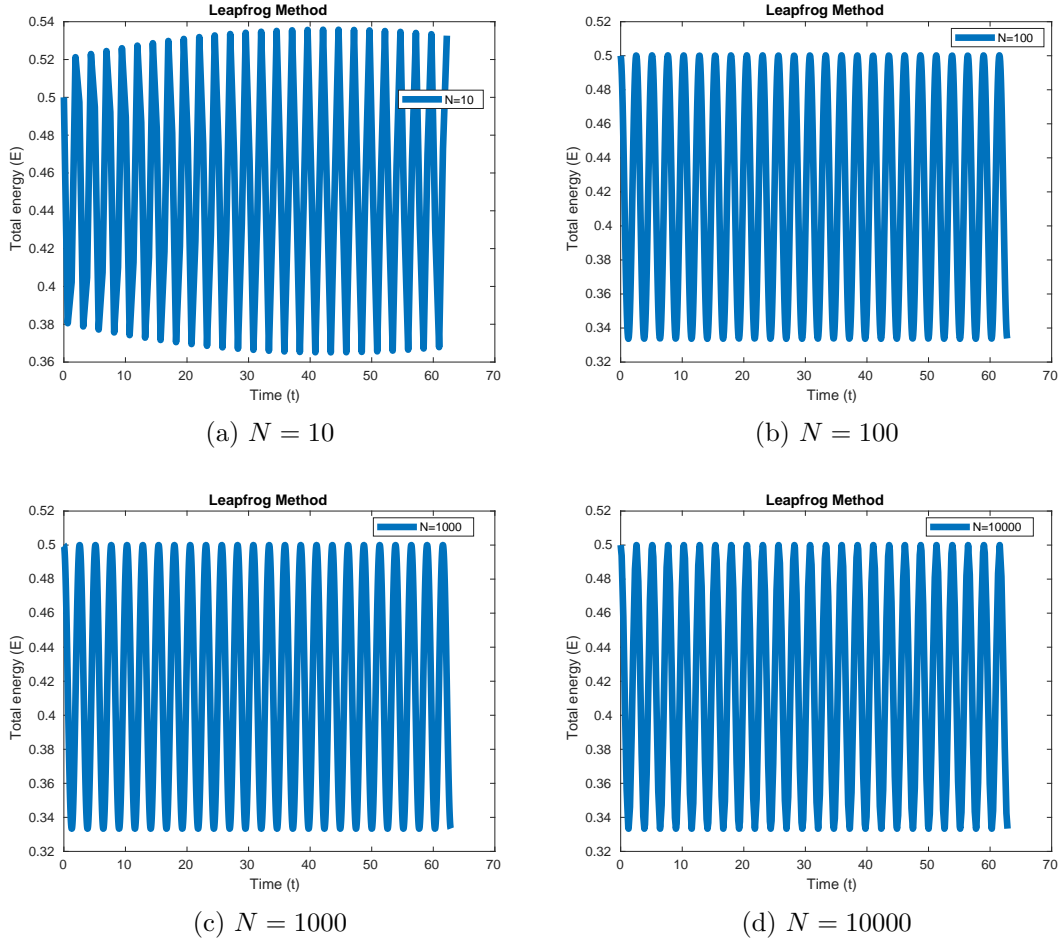 Leapfrog Method
0.54
0.52
0.5
0.48
0.46
0.44
0.42
0.4
0.38
0.36
Total energy (E)
N=10
0 10 20 30 40 50 60 70
Time (t)
(a) N = 10
Leapfrog Method
0.52
0.5
0.48
0.46
0.44
0.42
0.4
0.38
0.36
0.34
0.32
Total energy (E)
N=100
0 10 20 30 40 50 60 70
Time (t)
(b) N = 100
Leapfrog Method
0.52
0.5
0.48
0.46
0.44
0.42
0.4
0.38
0.36
0.34
0.32
Total energy (E)
N=1000
0 10 20 30 40 50 60 70
Time (t)
(c) N = 1000
Leapfrog Method
0.52
0.5
0.48
0.46
0.44
0.42
0.4
0.38
0.36
0.34
0.32
Total energy (E)
N=10000
0 10 20 30 40 50 60 70
Time (t)
(d) N = 10000